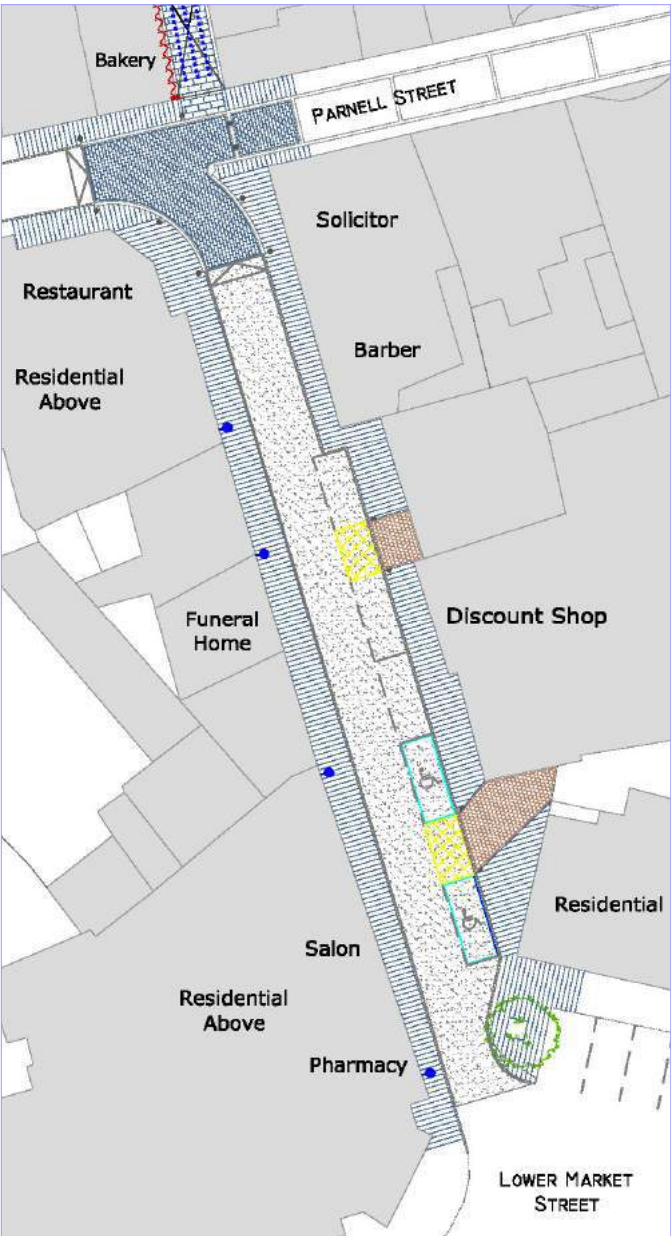 Bakery
PARNELL STREET
Solicitor
Restaurant
Barber
Residential
Above
Funeral
Home
Discount Shop
Residential
Salon
Residential
Above
Pharmacy
LOWER MARKET
STREET